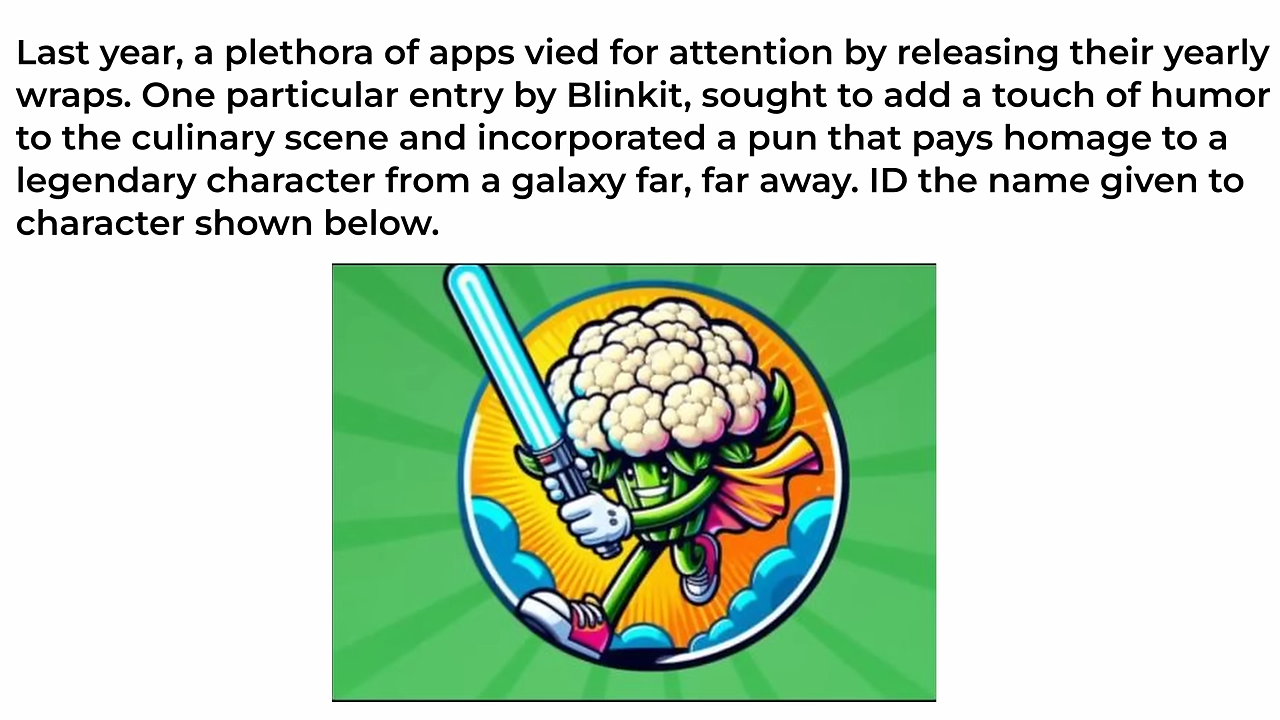 Last year, a plethora of apps vied for attention by releasing their yearly
wraps. One particular entry by Blinkit, sought to add a touch of humor
to the culinary scene and incorporated a pun that pays homage to a
legendary character from a galaxy far, far away. ID the name given to
character shown below.